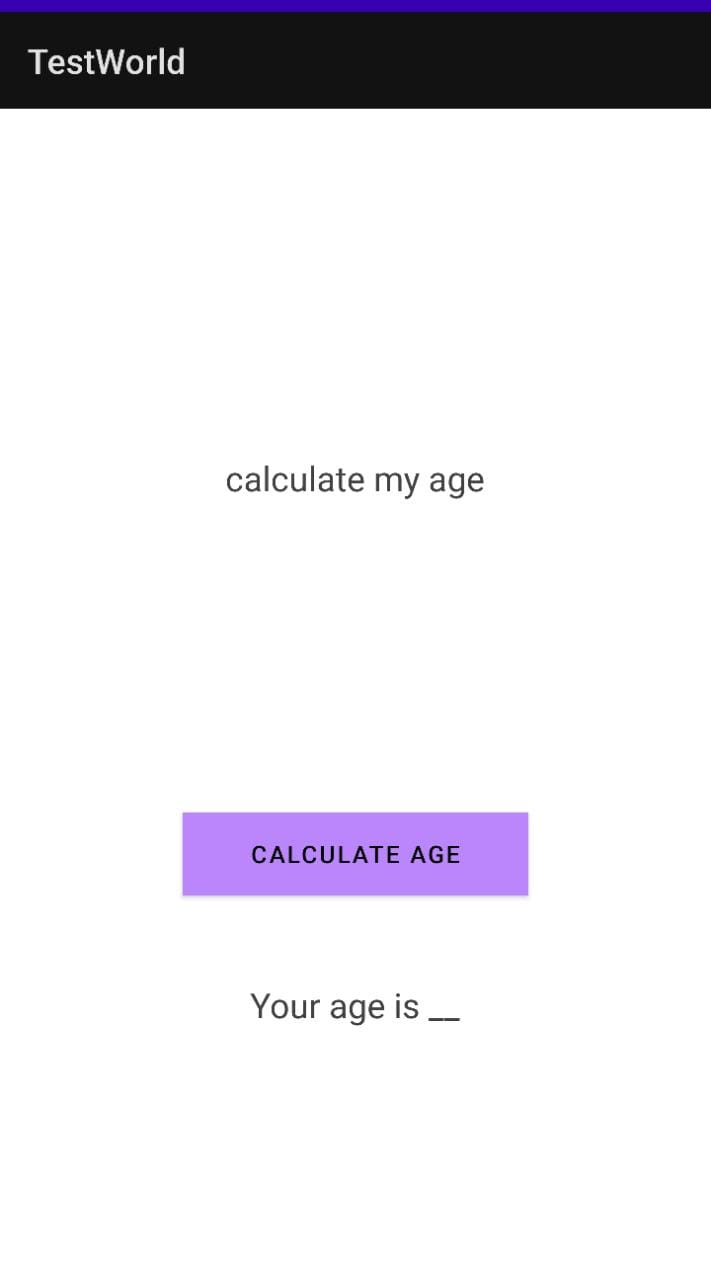 TestWorld
calculate my age
CALCULATE AGE
Your age is __